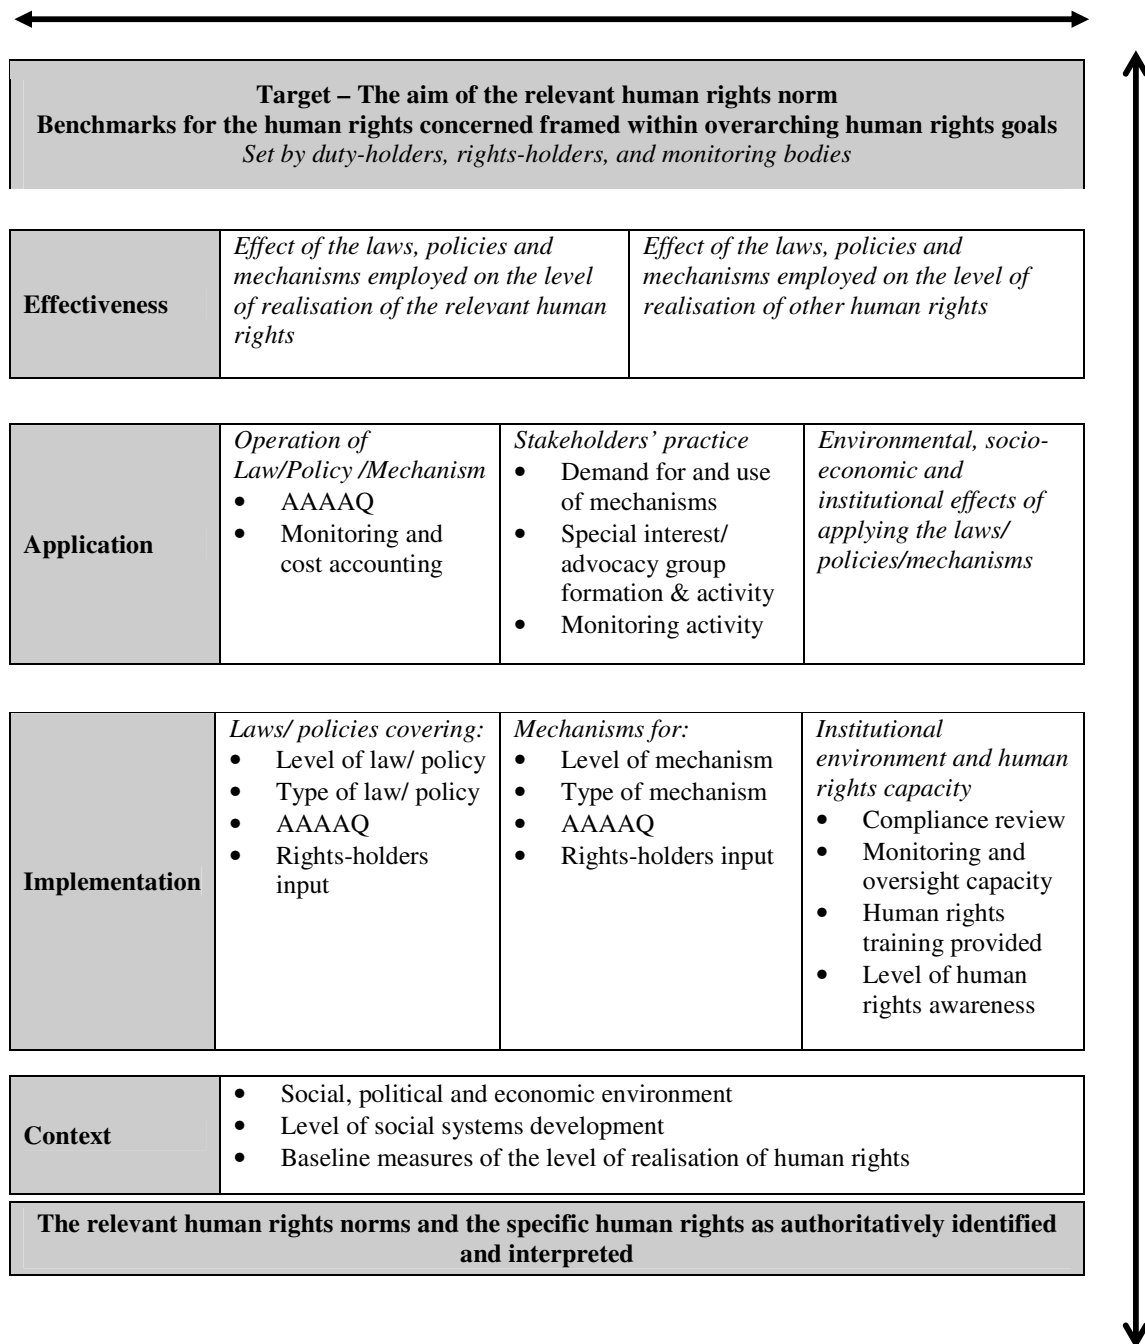 Target – The aim of the relevant human rights norm
Benchmarks for the human rights concerned framed within overarching human rights goals
Set by duty-holders, rights-holders, and monitoring bodies
Effectiveness
Effect of the laws, policies and
mechanisms employed on the level
of realisation of the relevant human
rights
Effect of the laws, policies and
mechanisms employed on the level of
realisation of other human rights
Application
Operation of
Law/Policy /Mechanism
• AAAAQ
• Monitoring and
cost accounting
Stakeholders’ practice
• Demand for and use
of mechanisms
• Special interest/
advocacy group
formation & activity
• Monitoring activity
Environmental, socio-
economic and
institutional effects of
applying the laws/
policies/mechanisms
Implementation
Laws/ policies covering:
• Level of law/ policy
• Type of law/ policy
• AAAAQ
• Rights-holders
input
Mechanisms for:
• Level of mechanism
• Type of mechanism
• AAAAQ
• Rights-holders input
Institutional
environment and human
rights capacity
• Compliance review
• Monitoring and
oversight capacity
• Human rights
training provided
• Level of human
rights awareness
Context
• Social, political and economic environment
• Level of social systems development
• Baseline measures of the level of realisation of human rights
The relevant human rights norms and the specific human rights as authoritatively identified
and interpreted